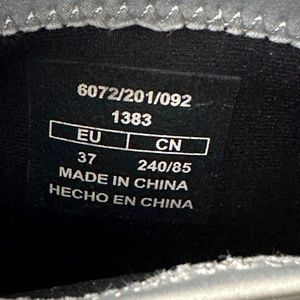 6072/201/092
1383
EU CN
37 240/85
MADE IN CHINA
HECHO EN CHINA